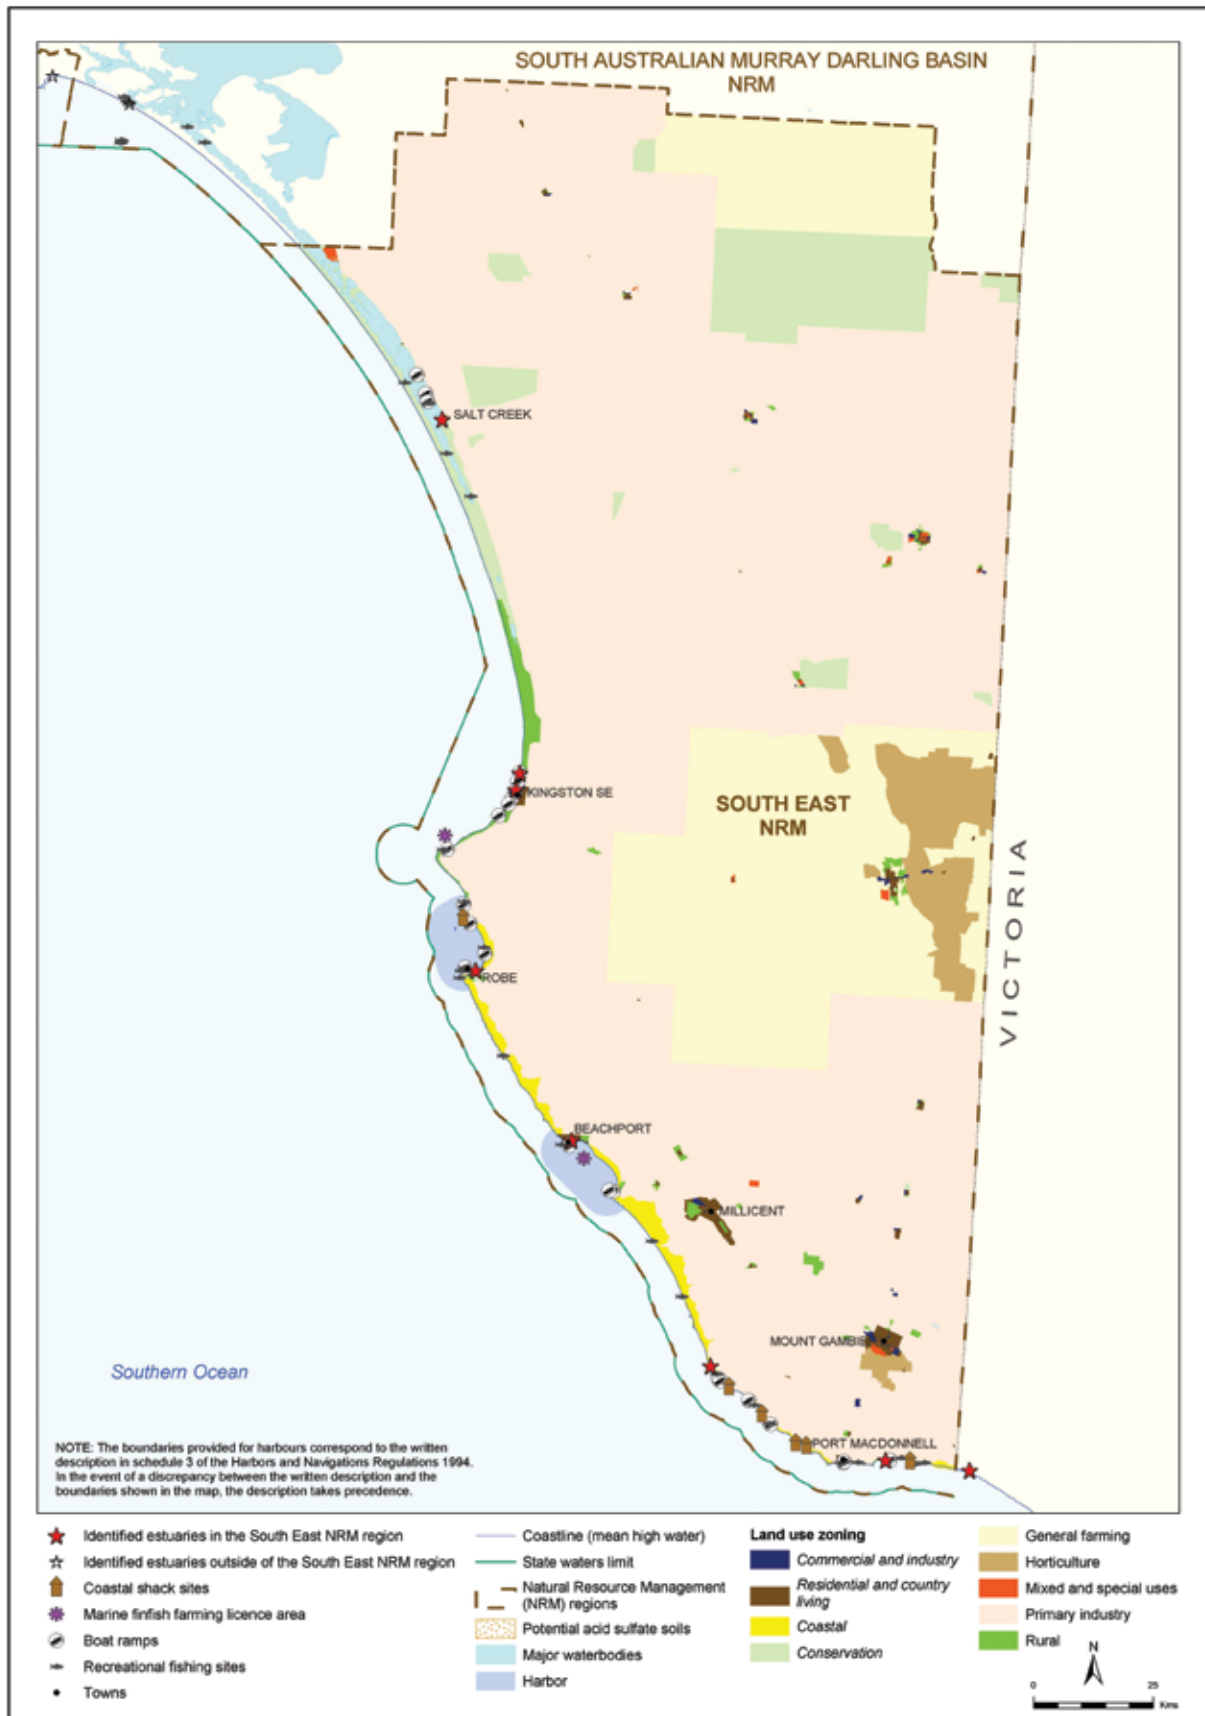 SOUTH AUSTRALIAN MURRAY DARLING BASIN
NRM
SALT CREEK
KINGSTON SE
SOUTH EAST
NRM
VICTORIA
ROBE
BEACHPORT
MILLICENT
MOUNT GAMBIE
PORT MACDONNELL
Southern Ocean
NOTE: The boundaries provided for harbours correspond to the written
description in schedule 3 of the Harbors and Navigations Regulations 1994.
In the event of a discrepancy between the written description and the
boundaries shown in the map, the description takes precedence.
Identified estuaries in the South East NRM region
Identified estuaries outside of the South East NRM region
Coastal shack sites
Marine finfish farming licence area
Boat ramps
Recreational fishing sites
Towns
Coastline (mean high water)
State waters limit
Natural Resource Management
(NRM) regions
Potential acid sulfate soils
Major waterbodies
Harbor
Land use zoning
Commercial and industry
Residential and country
living
Coastal
Conservation
General farming
Horticulture
Mixed and special uses
Primary industry
Rural
N
0 25
Kms